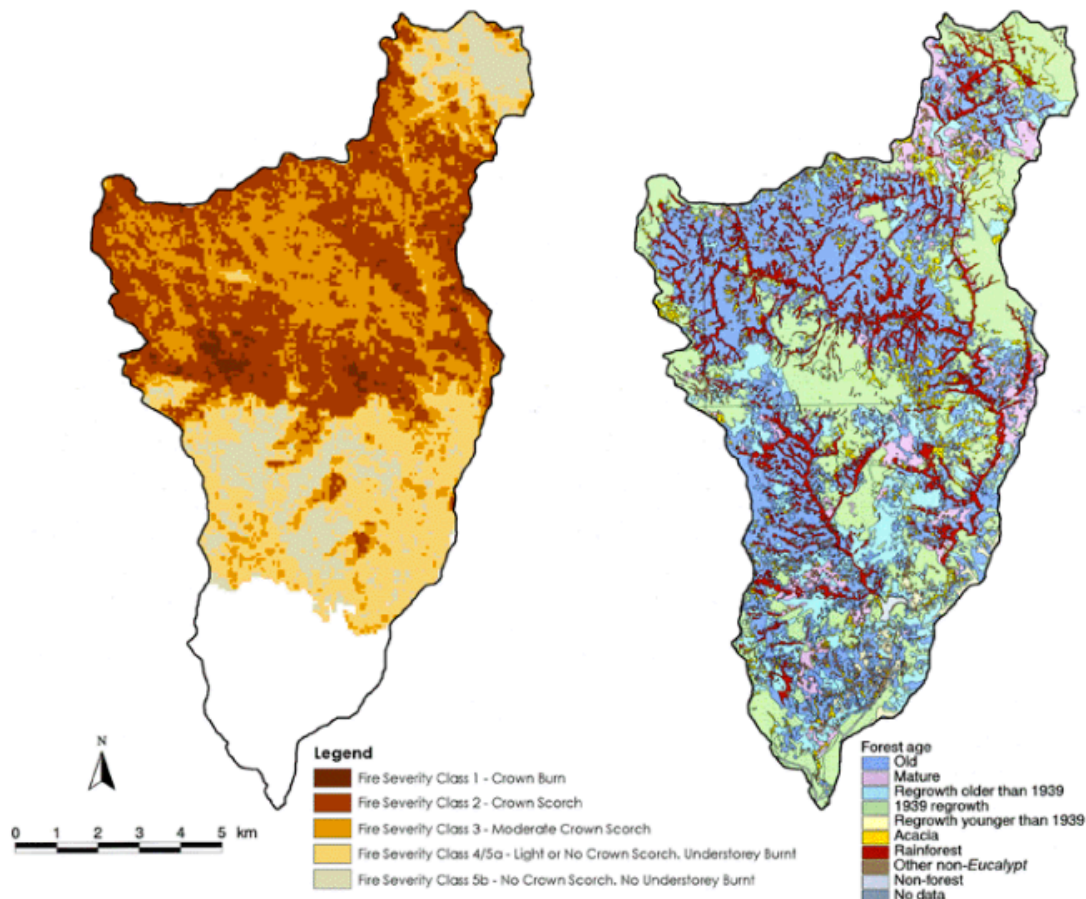 N
0 1 2 3 4 5 km
Legend
Fire Severity Class 1 - Crown Burn
Fire Severity Class 2 - Crown Scorch
Fire Severity Class 3 - Moderate Crown Scorch
Fire Severity Class 4/5a - Light or No Crown Scorch. Understorey Burnt
Fire Severity Class 5b - No Crown Scorch. No Understorey Burnt
Forest age
Old
Mature
Regrowth older than 1939
1939 regrowth
Regrowth younger than 1939
Acacia
Rainforest
Other non-Eucalypt
Non-forest
No data